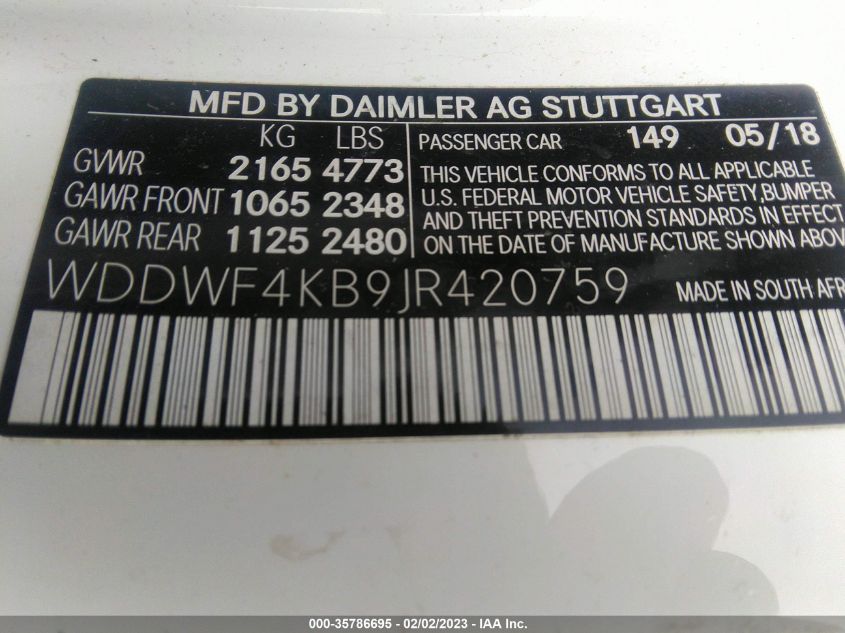 MFD BY DAIMLER AG STUTTGART
KG LBS
GVWR 2165 4773
GAWR FRONT 1065 2348
GAWR REAR 1125 2480
PASSENGER CAR 149 05/18
THIS VEHICLE CONFORMS TO ALL APPLICABLE
U.S. FEDERAL MOTOR VEHICLE SAFETY,BUMPER
AND THEFT PREVENTION STANDARDS IN EFFECT
ON THE DATE OF MANUFACTURE SHOWN ABOV
WDDWF4KB9JR420759 MADE IN SOUTH AFR
000-35786695 - 02/02/2023 - IAA Inc.